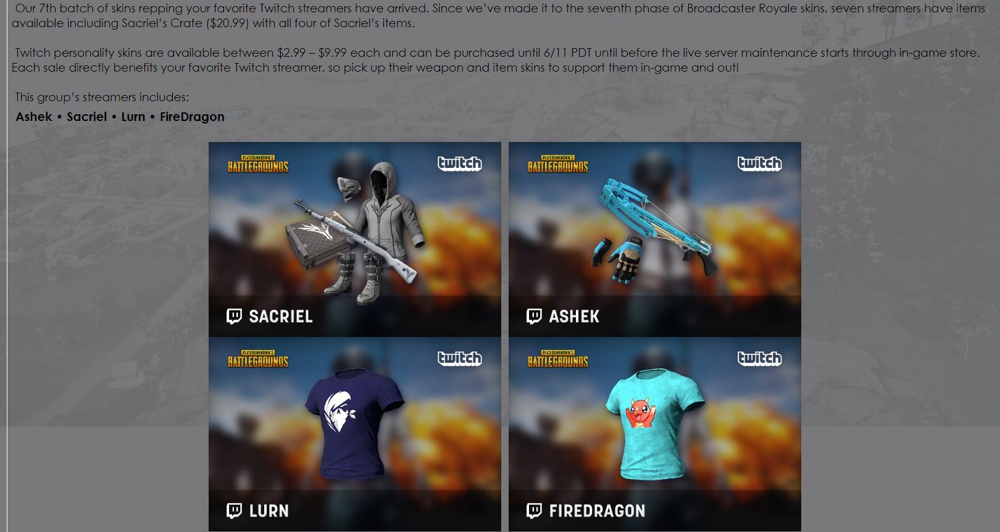 Our 7th batch of skins repping your favorite Twitch streamers have arrived. Since we’ve made it to the seventh phase of Broadcaster Royale skins, seven streamers have items
available including Sacriel’s Crate ($20.99) with all four of Sacriel’s items.
Twitch personality skins are available between $2.99 – $9.99 each and can be purchased until 6/11 PDT until before the live server maintenance starts through in-game store.
Each sale directly benefits your favorite Twitch streamer, so pick up their weapon and item skins to support them in-game and out!
This group’s streamers includes:
Ashek • Sacriel • Lurn • FireDragon
PLAYERUNKNOWN'S
BATTLEGROUNDS
twitch
SACRIEL
PLAYERUNKNOWN'S
BATTLEGROUNDS
twitch
ASHEK
PLAYERUNKNOWN'S
BATTLEGROUNDS
twitch
LURN
PLAYERUNKNOWN'S
BATTLEGROUNDS
twitch
FIREDRAGON